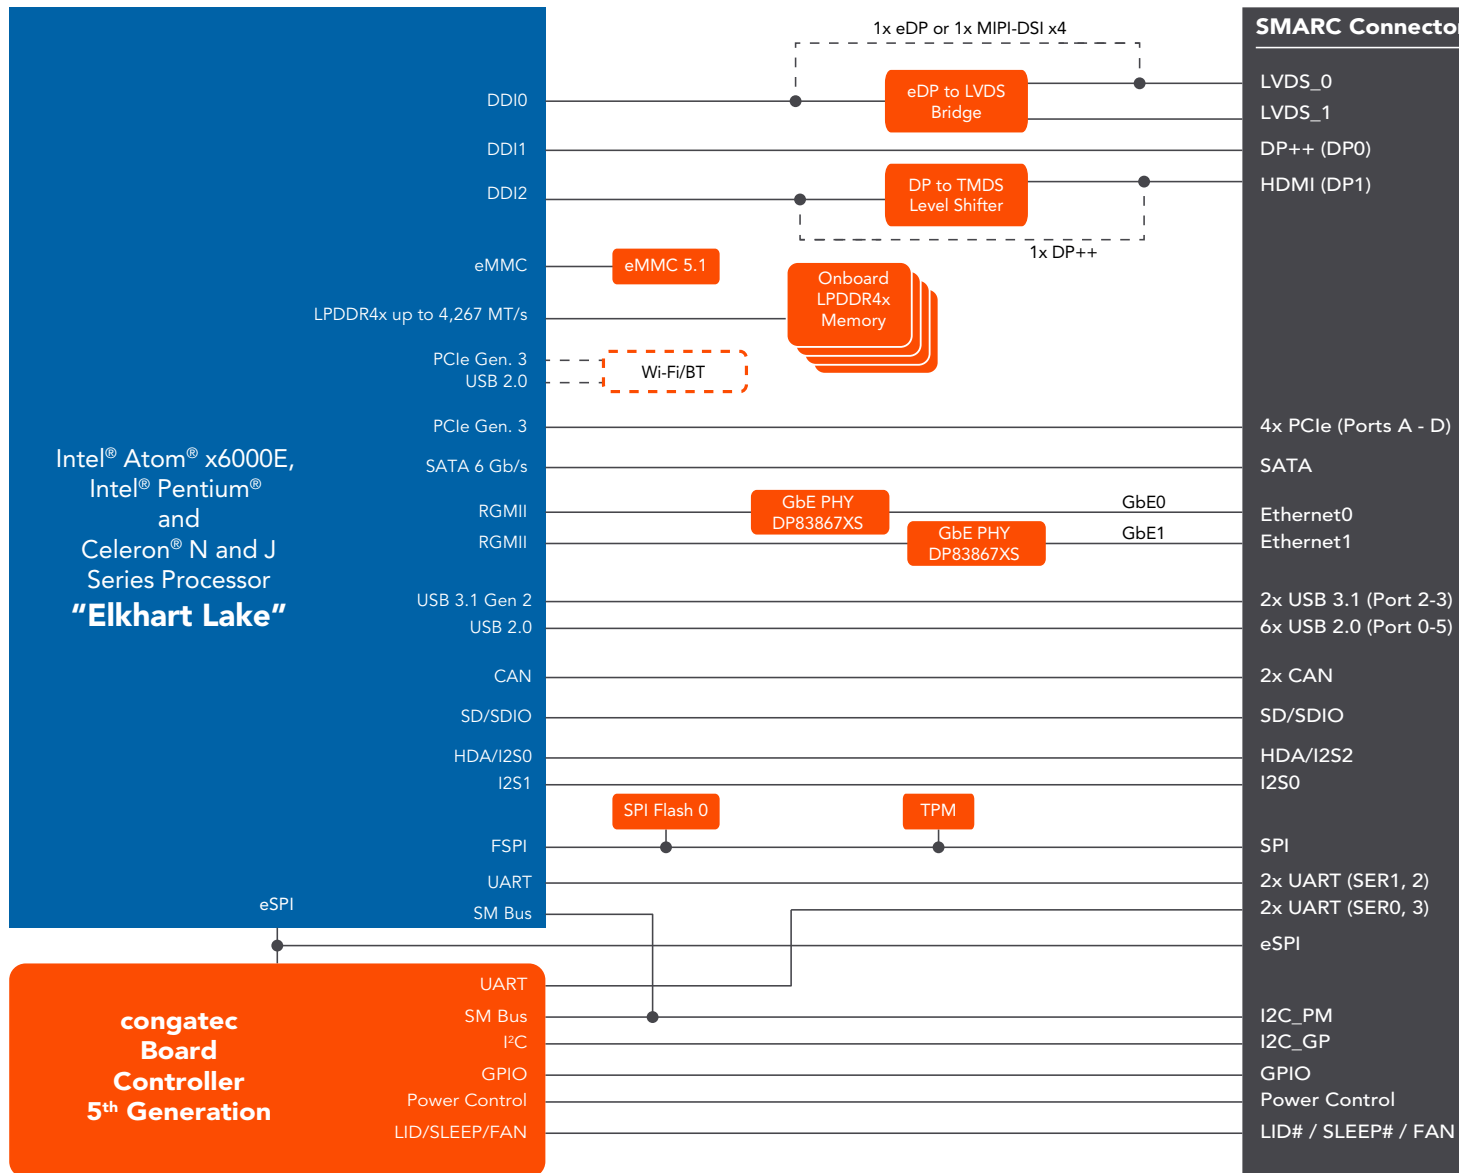 1x eDP or 1x MIPI-DSI x4
SMARC Connector
DDI0
eDP to LVDS
Bridge
LVDS_0
LVDS_1
DDI1
DP++ (DP0)
DDI2
DP to TMDS
Level Shifter
HDMI (DP1)
1x DP++
eMMC
eMMC 5.1
Onboard
LPDDR4x
Memory
LPDDR4x up to 4,267 MT/s
PCIe Gen. 3
USB 2.0
Wi-Fi/BT
PCIe Gen. 3
4x PCIe (Ports A - D)
SATA 6 Gb/s
SATA
Intel® Atom® x6000E,
Intel® Pentium®
and
Celeron® N and J
Series Processor
"Elkhart Lake"
RGMII
GbE PHY
DP83867XS
GbE0
Ethernet0
RGMII
GbE PHY
DP83867XS
GbE1
Ethernet1
USB 3.1 Gen 2
2x USB 3.1 (Port 2-3)
USB 2.0
6x USB 2.0 (Port 0-5)
CAN
2x CAN
SD/SDIO
SD/SDIO
HDA/I2S0
HDA/I2S2
I2S1
I2S0
SPI Flash 0
TPM
FSPI
SPI
UART
2x UART (SER1, 2)
eSPI
SM Bus
2x UART (SER0, 3)
eSPI
congatec
Board
Controller
5th Generation
UART
SM Bus
I2C_PM
I²C
I2C_GP
GPIO
GPIO
Power Control
Power Control
LID/SLEEP/FAN
LID# / SLEEP# / FAN